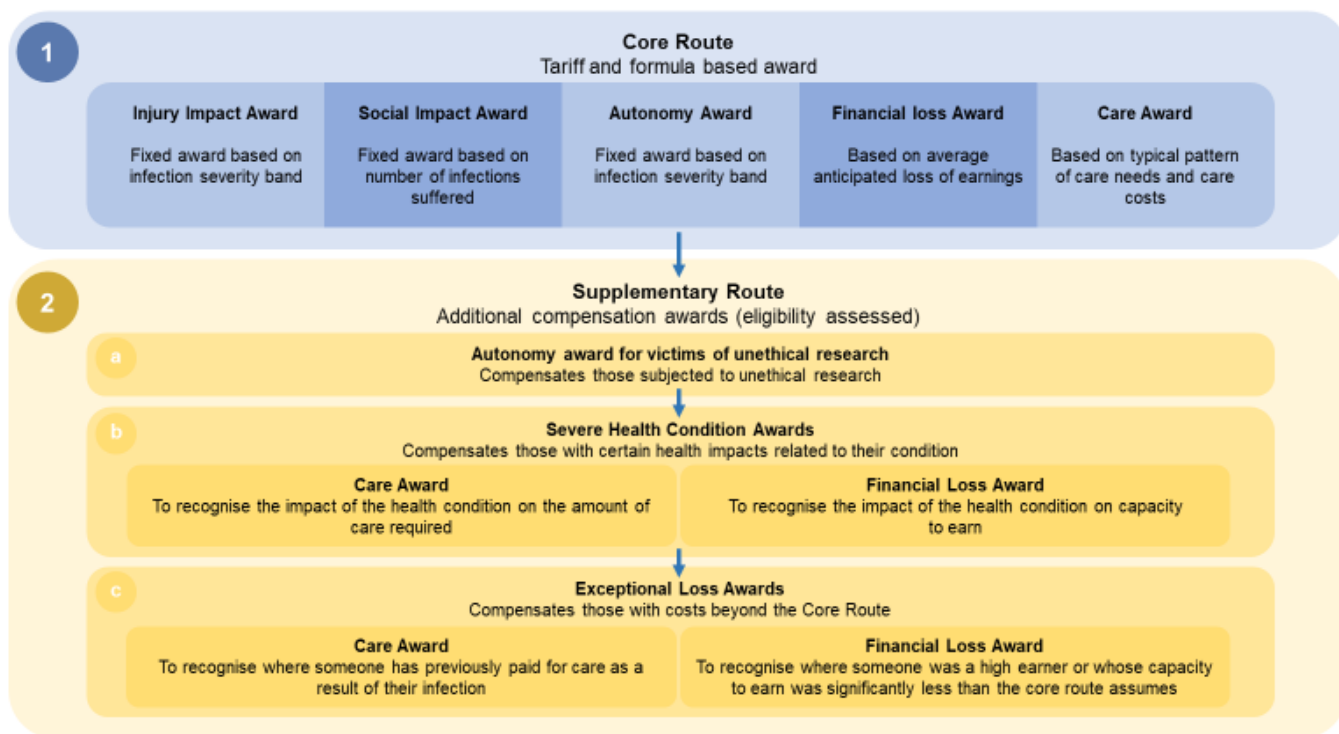 1
Core Route
Tariff and formula based award
Injury Impact Award
Fixed award based on
infection severity band
Social Impact Award
Fixed award based on
number of infections
suffered
Autonomy Award
Fixed award based on
infection severity band
Financial loss Award
Based on average
anticipated loss of earnings
Care Award
Based on typical pattern
of care needs and care
costs
2
Supplementary Route
Additional compensation awards (eligibility assessed)
a
Autonomy award for victims of unethical research
Compensates those subjected to unethical research
b
Severe Health Condition Awards
Compensates those with certain health impacts related to their condition
Care Award
To recognise the impact of the health condition on the amount of
care required
Financial Loss Award
To recognise the impact of the health condition on capacity
to earn
c
Exceptional Loss Awards
Compensates those with costs beyond the Core Route
Care Award
To recognise where someone has previously paid for care as a
result of their infection
Financial Loss Award
To recognise where someone was a high earner or whose capacity
to earn was significantly less than the core route assumes